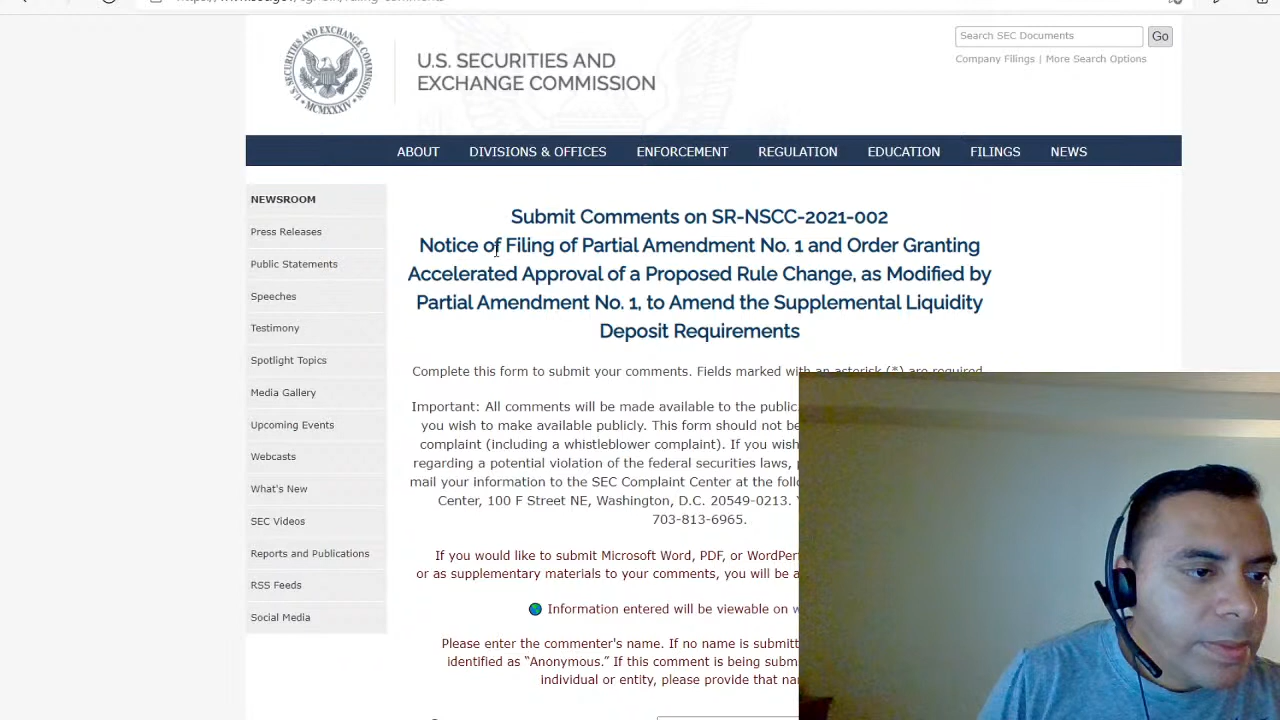 Search SEC Documents
Go
Company Filings | More Search Options
U.S. SECURITIES AND
EXCHANGE COMMISSION
SECURITIES AND EXCHANGE COMMISSION
MCMXXXIV
ABOUT
DIVISIONS & OFFICES
ENFORCEMENT
REGULATION
EDUCATION
FILINGS
NEWS
NEWSROOM
Press Releases
Public Statements
Speeches
Testimony
Spotlight Topics
Media Gallery
Upcoming Events
Webcasts
What's New
SEC Videos
Reports and Publications
RSS Feeds
Social Media
Submit Comments on SR-NSCC-2021-002
Notice of Filing of Partial Amendment No. 1 and Order Granting
Accelerated Approval of a Proposed Rule Change, as Modified by
Partial Amendment No. 1, to Amend the Supplemental Liquidity
Deposit Requirements
Complete this form to submit your comments. Fields marked with an asterisk (*) are required
Important: All comments will be made available to the public
you wish to make available publicly. This form should not be
complaint (including a whistleblower complaint). If you wish
regarding a potential violation of the federal securities laws,
mail your information to the SEC Complaint Center at the
Center, 100 F Street NE, Washington, D.C. 20549-0213.
703-813-6965.
If you would like to submit Microsoft Word, PDF, or
or as supplementary materials to your comments, you will be
Information entered will be viewable on
Please enter the commenter's name. If no name is
identified as “Anonymous.” If this comment is being
individual or entity, please provide that